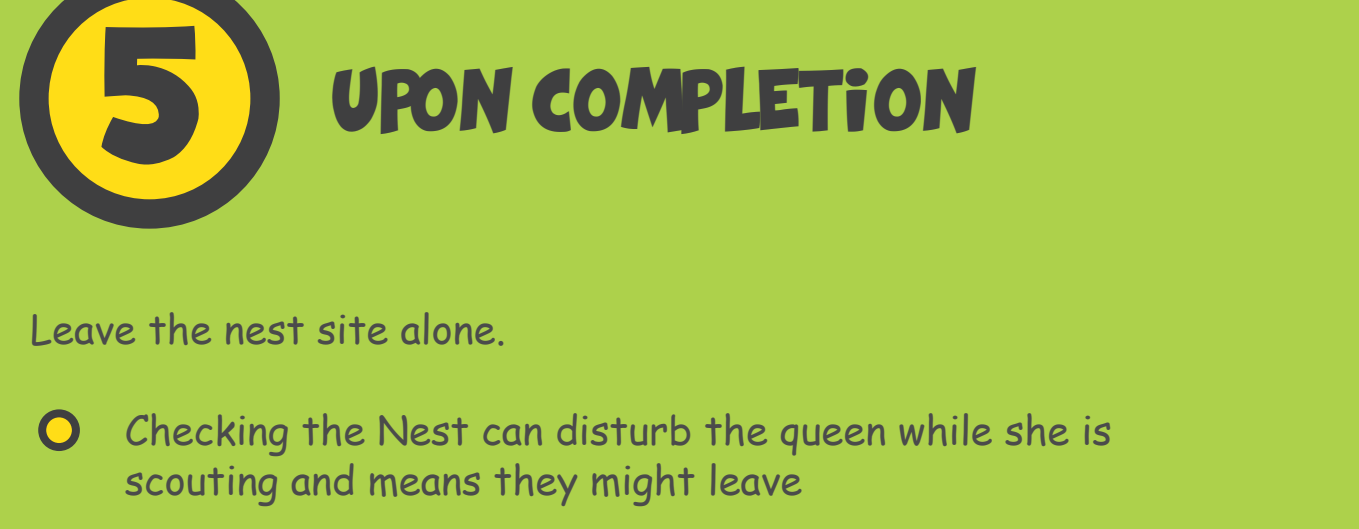 5
UPON COMPLETION
Leave the nest site alone.
Checking the Nest can disturb the queen while she is
scouting and means they might leave